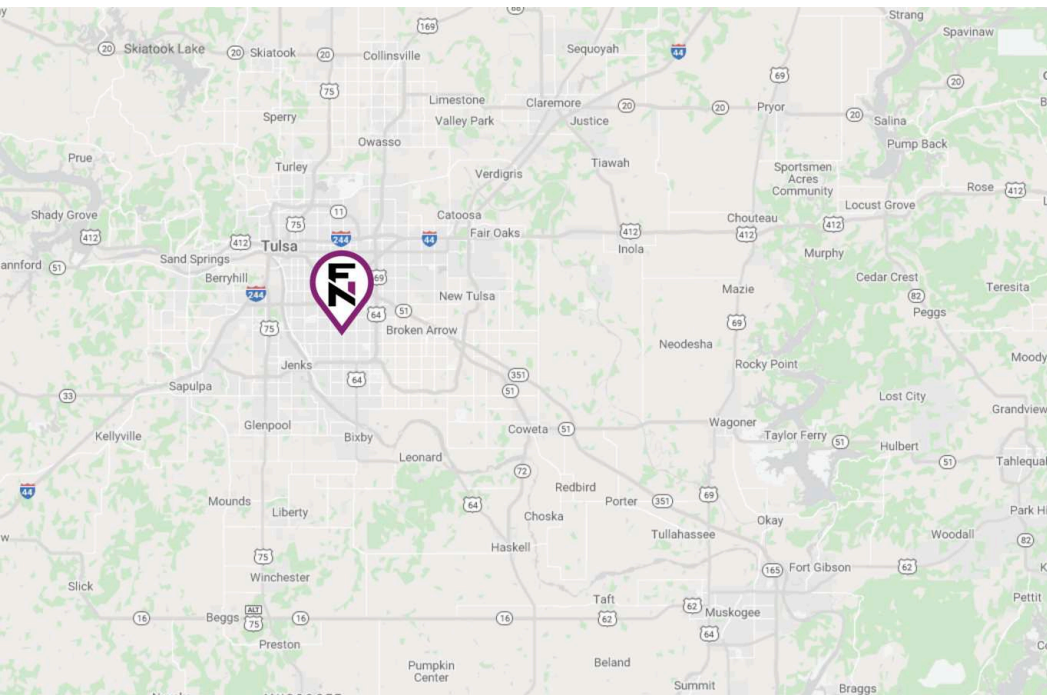 88
Strang
169
Spavinaw
20
Skiatook Lake
20
Skiatook
20
Collinsville
Sequoyah
44
69
20
75
Limestone
Claremore
20
20
Pryor
20
Salina
Sperry
Valley Park
Justice
Owasso
Pump Back
Prue
Turley
Verdigris
Tiawah
Sportsmen
Acres
Community
Rose
412
Locust Grove
Shady Grove
11
75
Catoosa
Chouteau
412
412
412
Tulsa
244
44
Fair Oaks
412
412
Inola
Murphy
annford
51
Sand Springs
Berryhill
FN
69
Cedar Crest
Teresita
244
New Tulsa
Mazie
82
Peggs
75
64
51
Broken Arrow
69
Neodesha
Moody
Jenks
Rocky Point
64
351
51
Sapulpa
33
Lost City
Grandview
Glenpool
Kellyville
Bixby
Coweta
51
Wagoner
Taylor Ferry
51
Hulbert
Leonard
51
Tahlequah
72
44
Redbird
Mounds
Liberty
64
Porter
351
69
Choska
Okay
Park Hi
Tullahassee
Woodall
82
Haskell
75
Winchester
165
Fort Gibson
62
Slick
Taft
Pettit
16
Beggs
ALT
75
16
16
62
62
Muskogee
64
Preston
Pumpkin
Center
Beland
Summit
Braggs